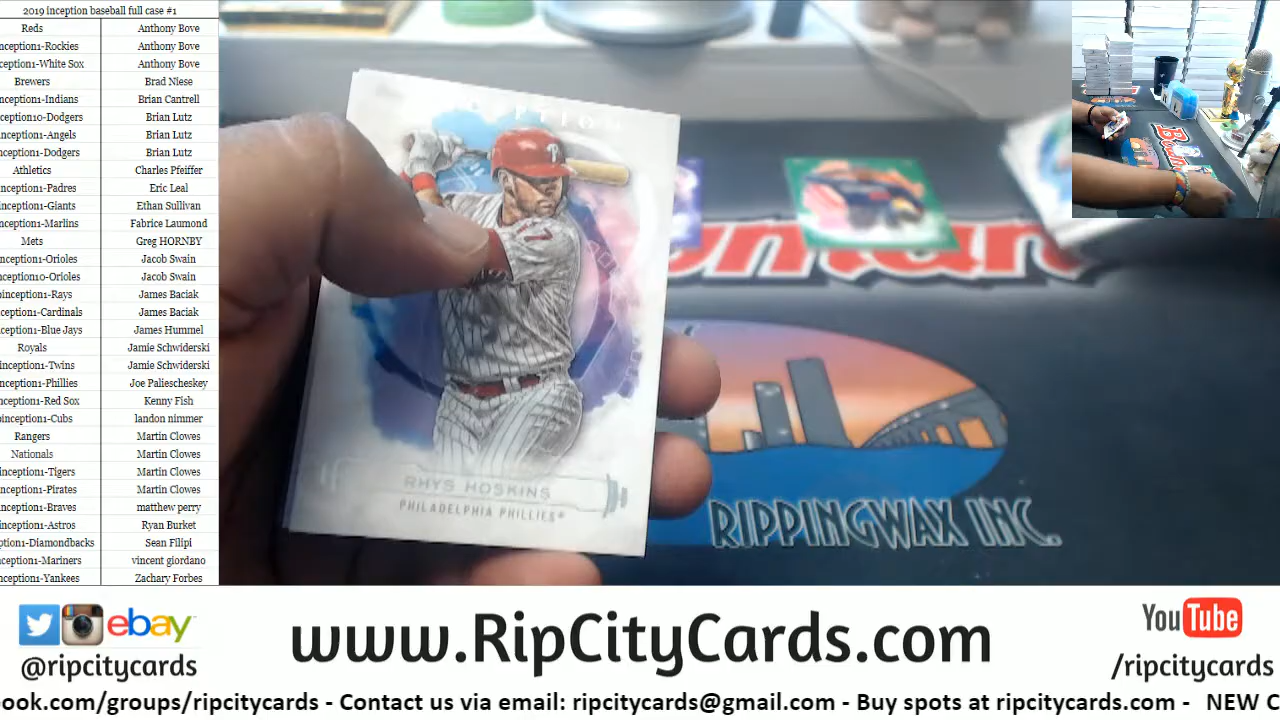 2019 inception baseball full case #1
Reds Anthony Bove
nception1-Rockies Anthony Bove
ception1-White Sox Anthony Bove
Brewers Brad Niese
nception1-Indians Brian Cantrell
nception10-Dodgers Brian Lutz
nception1-Angels Brian Lutz
nception1-Dodgers Brian Lutz
Athletics Charles Pfeiffer
nception1-Padres Eric Leal
nception1-Giants Ethan Sullivan
nception1-Marlins Fabrice Laumond
Mets Greg HORNBY
nception1-Orioles Jacob Swain
nception10-Orioles Jacob Swain
inception1-Rays James Baciak
nception1-Cardinals James Baciak
nception1-Blue Jays James Hummel
Royals Jamie Schwiderski
inception1-Twins Jamie Schwiderski
nception1-Phillies Joe Paliescheskey
nception1-Red Sox Kenny Fish
inception1-Cubs landon nimmer
Rangers Martin Clowes
Nationals Martin Clowes
nception1-Tigers Martin Clowes
nception1-Pirates Martin Clowes
nception1-Braves matthew perry
nception1-Astros Ryan Burket
ption1-Diamondbacks Sean Filipi
nception1-Mariners vincent giordano
nception1-Yankees Zachary Forbes
RHYS HOSKINS
PHILADELPHIA PHILLIES
RIPPINGWAX INC.
ebay
@ripcitycards
www.RipCityCards.com
YouTube
/ripcitycards
ook.com/groups/ripcitycards - Contact us via email: ripcitycards@gmail.com - Buy spots at ripcitycards.com - NEW C